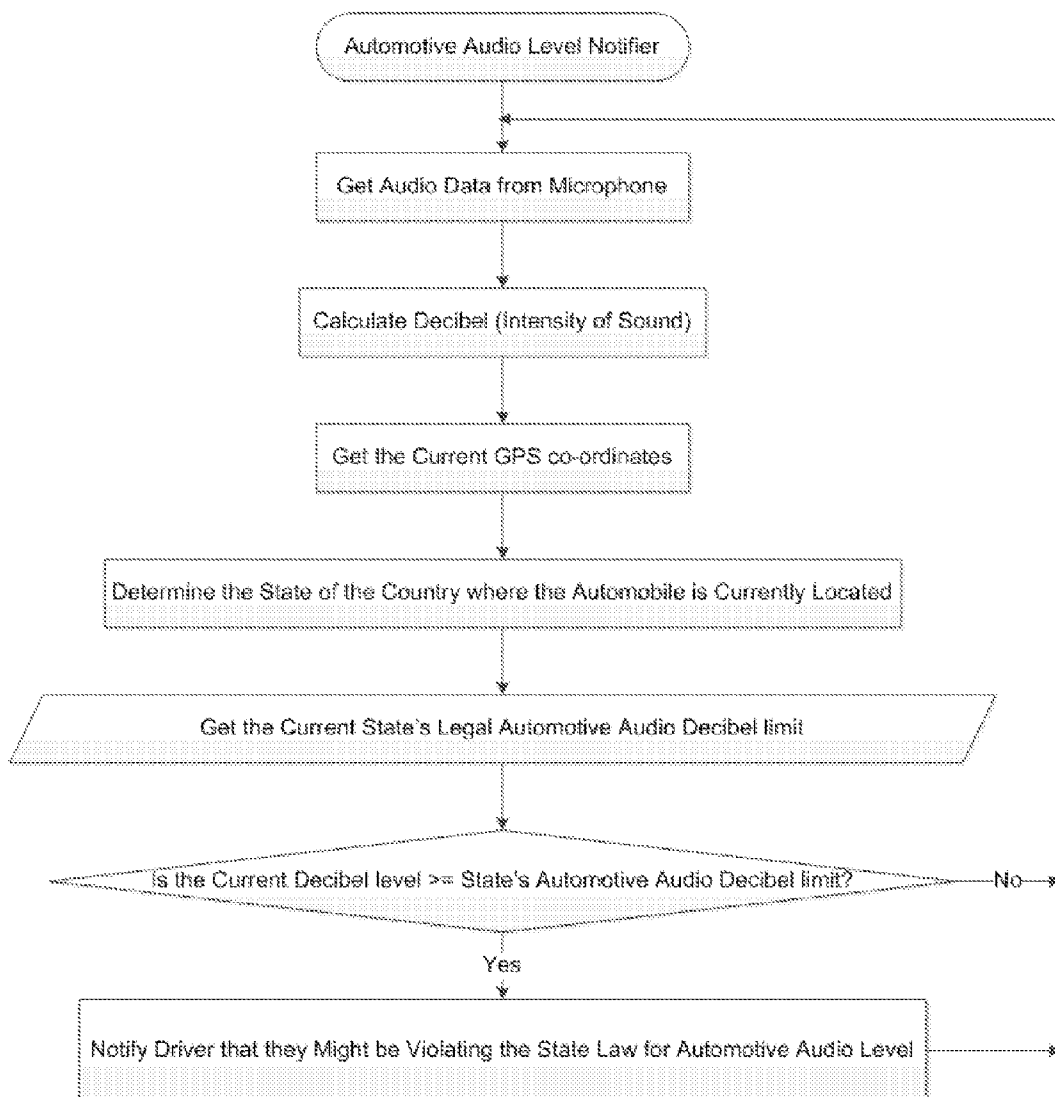 Automotive Audio Level Notifier
Get Audio Data from Microphone
Calculate Decibel (Intensity of Sound)
Get the Current GPS co-ordinates
Determine the State of the Country where the Automobile is Currently Located
Get the Current State's Legal Automotive Audio Decibel limit
Is the Current Decibel level >= State's Automotive Audio Decibel limit?
No
Yes
Notify Driver that they Might be Violating the State Law for Automotive Audio Level